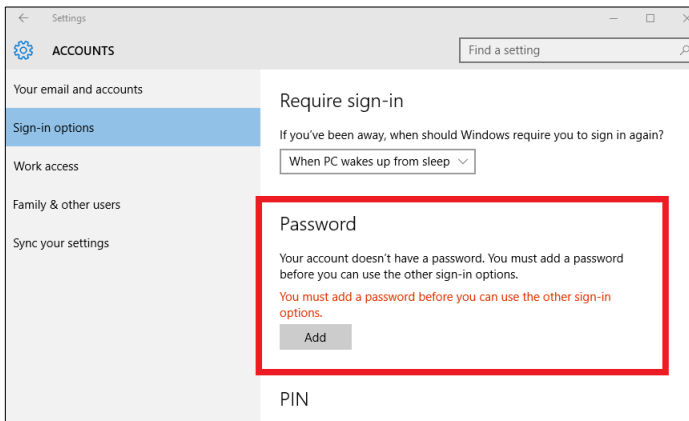 Settings
ACCOUNTS
Find a setting
Your email and accounts
Sign-in options
Work access
Family & other users
Sync your settings
Require sign-in
If you've been away, when should Windows require you to sign in again?
When PC wakes up from sleep
Password
Your account doesn't have a password. You must add a password
before you can use the other sign-in options.
You must add a password before you can use the other sign-in
options.
Add
PIN